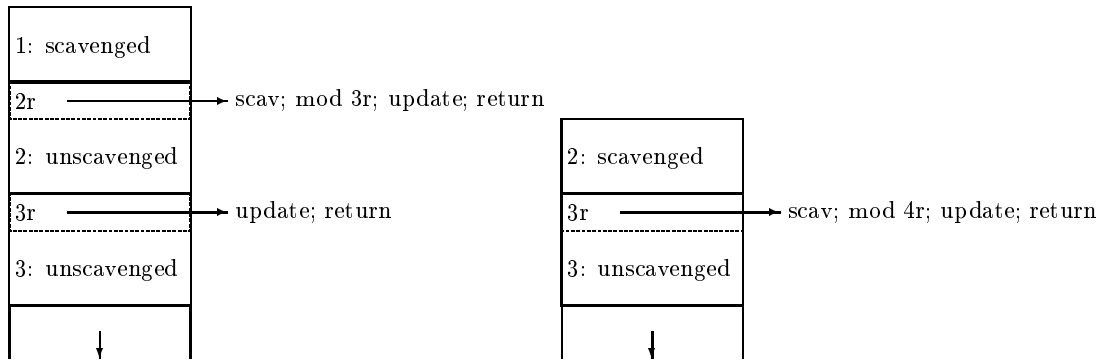 1: scavenged
2r scav; mod 3r; update; return
2: unscavenged
3r update; return
3: unscavenged
2: scavenged
3r scav; mod 4r; update; return
3: unscavenged